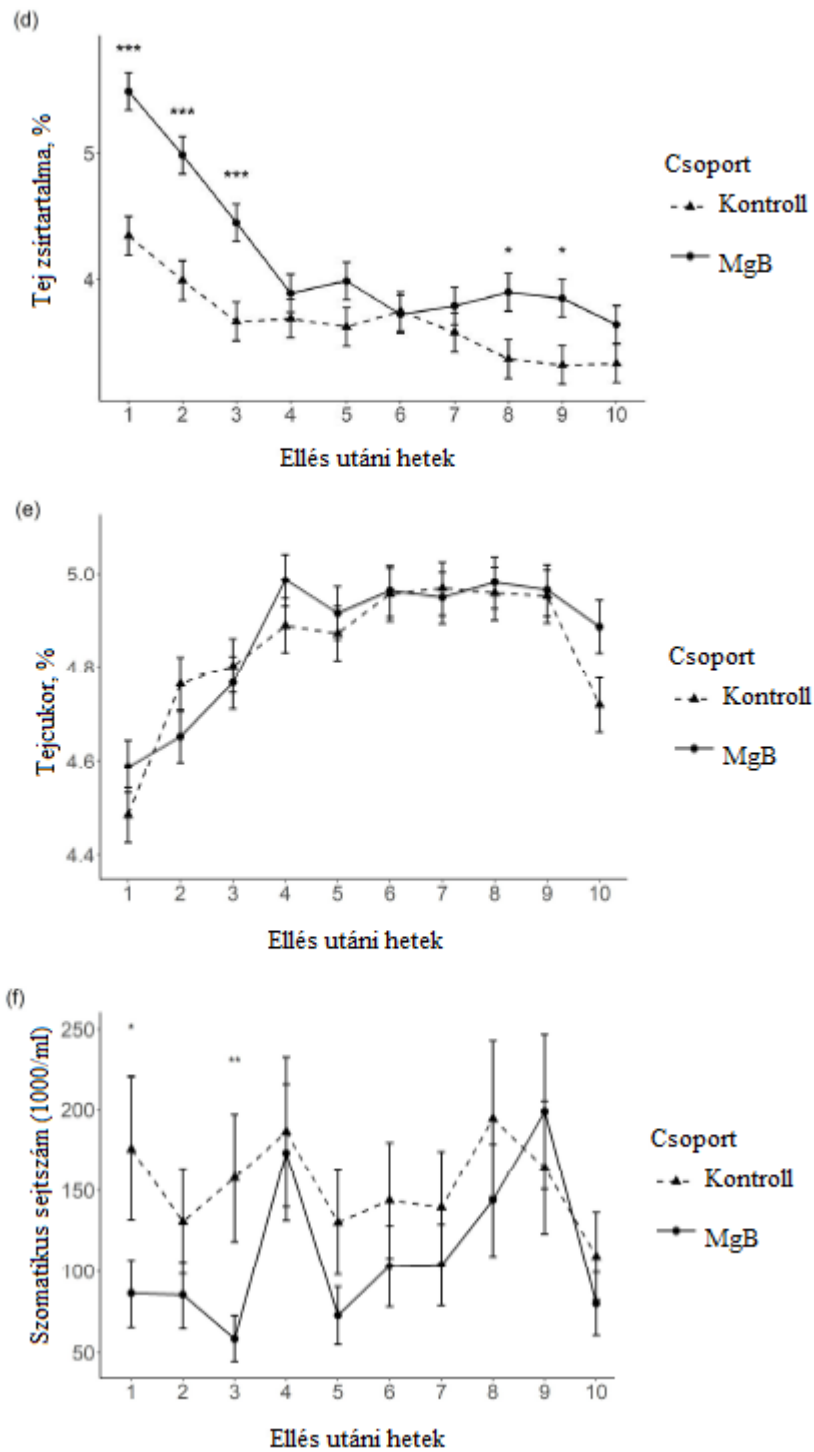 (d)
***
***
***
*
*
5
4
Tej zsírtartalma, %
1 2 3 4 5 6 7 8 9 10
Ellés utáni hetek
Csoport
Kontroll
MgB
(e)
5.0
4.8
4.6
4.4
Tejcukor, %
1 2 3 4 5 6 7 8 9 10
Ellés utáni hetek
Csoport
Kontroll
MgB
(f)
*
**
250
200
150
100
50
Szomatikus sejtszám (1000/ml)
1 2 3 4 5 6 7 8 9 10
Ellés utáni hetek
Csoport
Kontroll
MgB